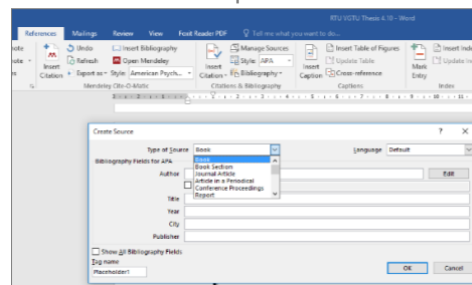 RTU VGTU Thesis 4.10 - Word
References Mailings Review View Foxit Reader PDF Tell me what you want to do...
Insert Citation
Undo
Refresh
Export as
Insert Bibliography
Open Mendeley
Style: American Psych...
Mendeley Cite-O-Matic
Insert Citation
Manage Sources
Style: APA
Bibliography
Citations & Bibliography
Insert Caption
Insert Table of Figures
Update Table
Cross-reference
Captions
Mark Entry
Insert Index
Update In
Index
Create Source
? X
Type of Source Book
Language Default
Bibliography Fields for APA
Book
Book Section
Journal Article
Article in a Periodical
Conference Proceedings
Report
Author
Edit
Title
Year
City
Publisher
Show All Bibliography Fields
Tag name
Placeholder1
OK Cancel